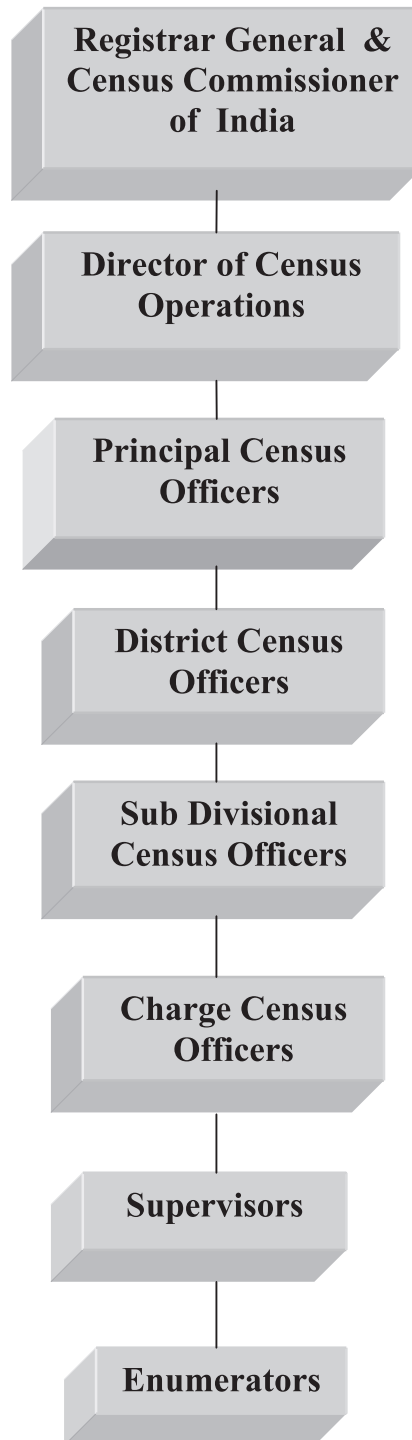 Registrar General &
Census Commissioner
of India
Director of Census
Operations
Principal Census
Officers
District Census
Officers
Sub Divisional
Census Officers
Charge Census
Officers
Supervisors
Enumerators